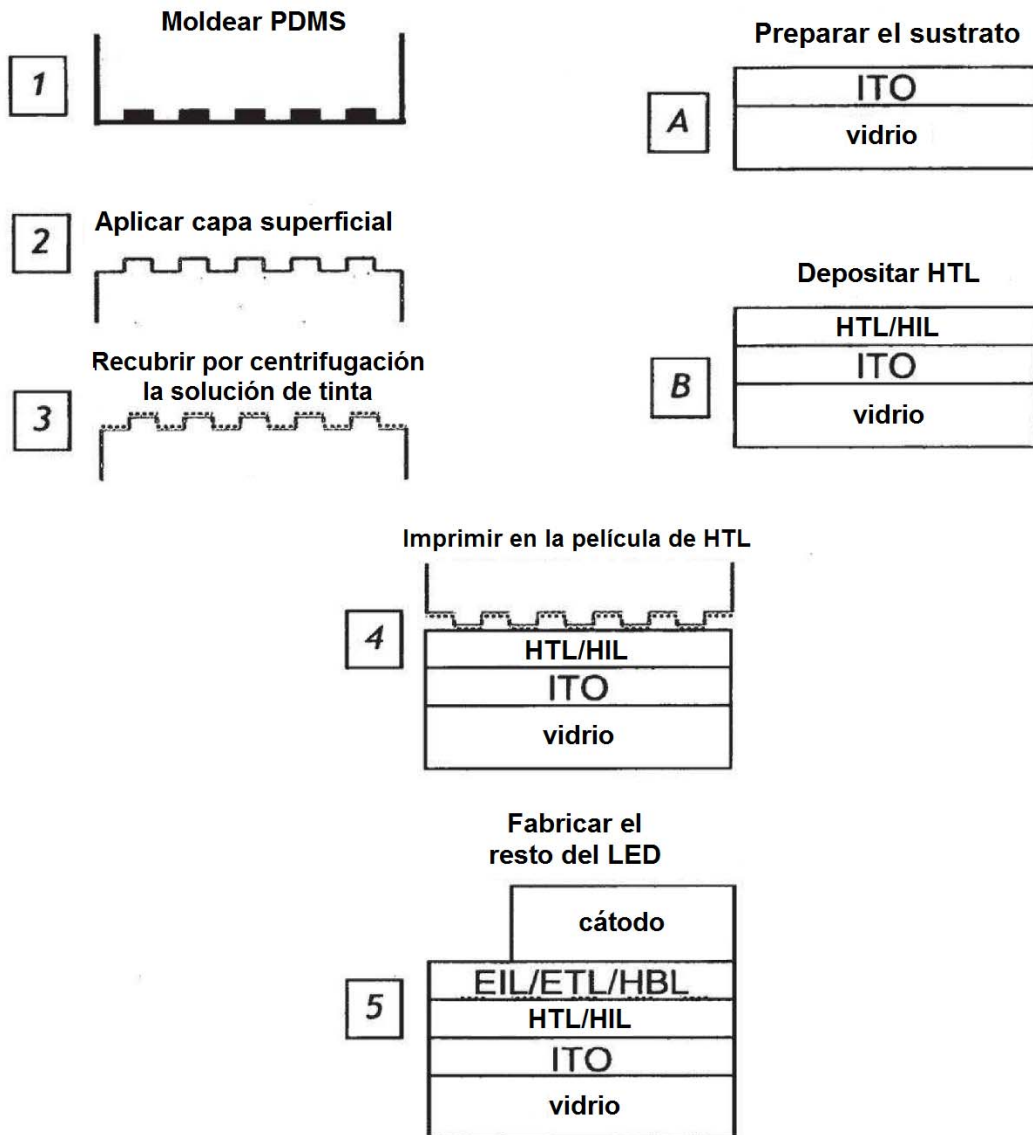 Moldear PDMS
1
2
Aplicar capa superficial
Recubrir por centrifugación
la solución de tinta
3
Preparar el sustrato
A
ITO
vidrio
Depositar HTL
B
HTL/HIL
ITO
vidrio
Imprimir en la película de HTL
4
HTL/HIL
ITO
vidrio
Fabricar el
resto del LED
cátodo
5
EIL/ETL/HBL
HTL/HIL
ITO
vidrio